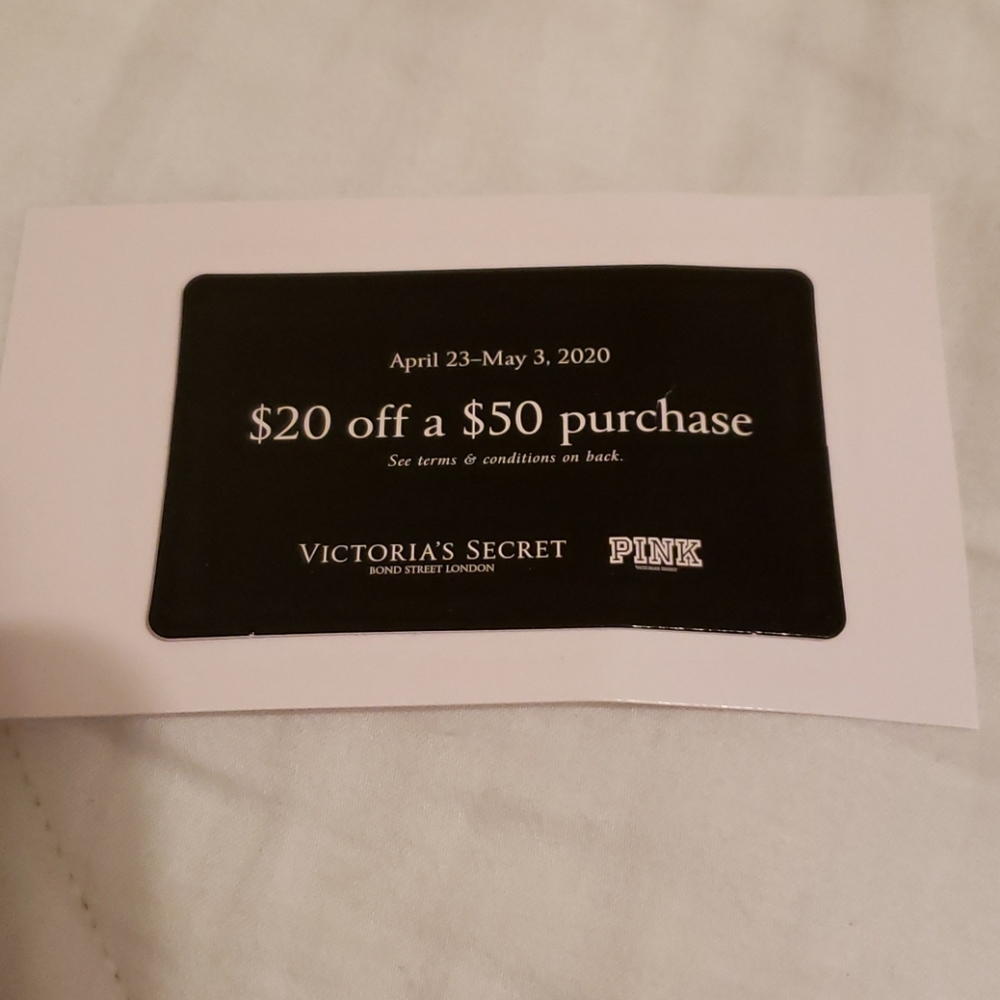 April 23–May 3, 2020
$20 off a $50 purchase
See terms & conditions on back.
VICTORIA'S SECRET PINK
BOND STREET LONDON